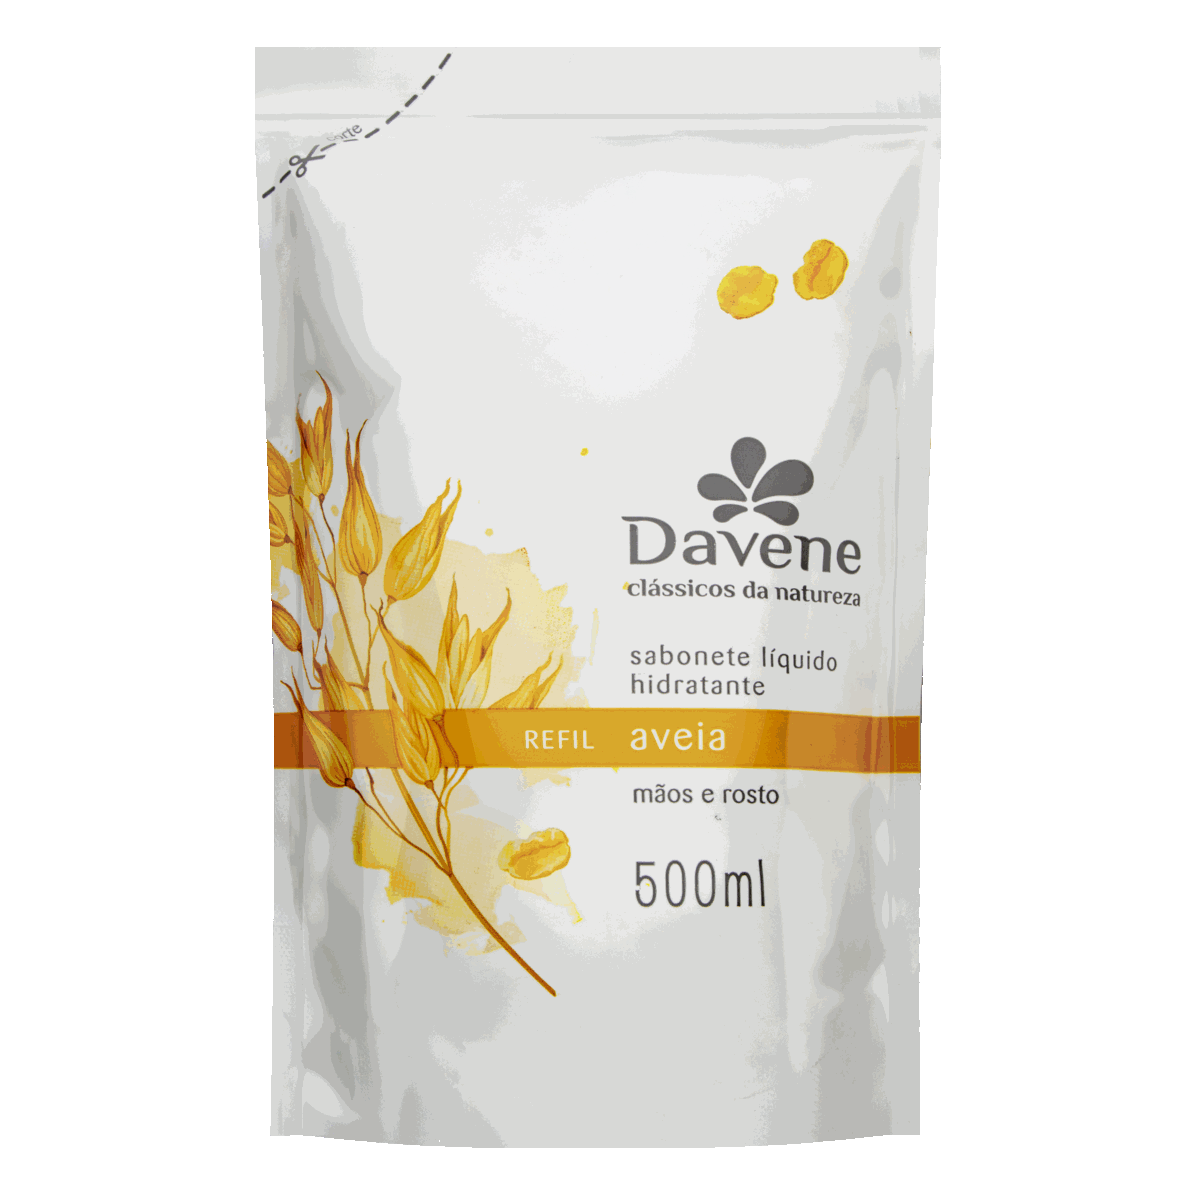 corte
Davene
clássicos da natureza
sabonete líquido
hidratante
REFIL aveia
mãos e rosto
500ml